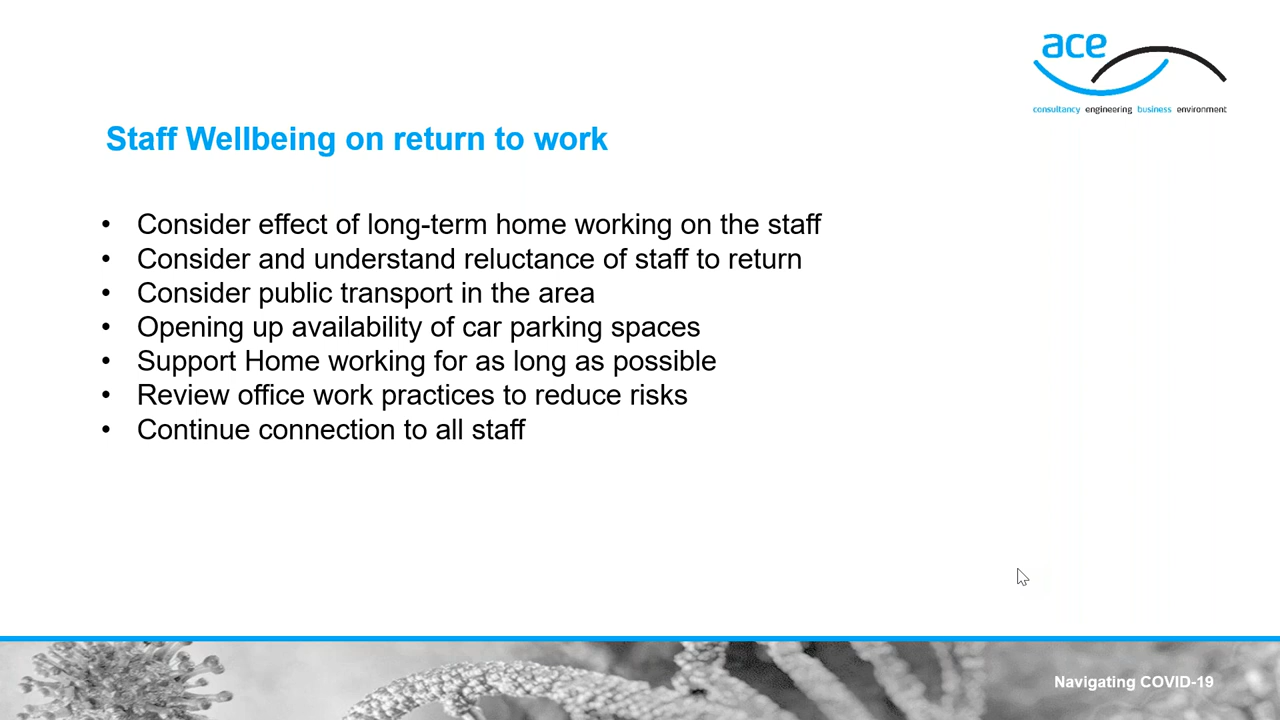 ace
consultancy engineering business environment
Staff Wellbeing on return to work
• Consider effect of long-term home working on the staff
• Consider and understand reluctance of staff to return
• Consider public transport in the area
• Opening up availability of car parking spaces
• Support Home working for as long as possible
• Review office work practices to reduce risks
• Continue connection to all staff
Navigating COVID-19